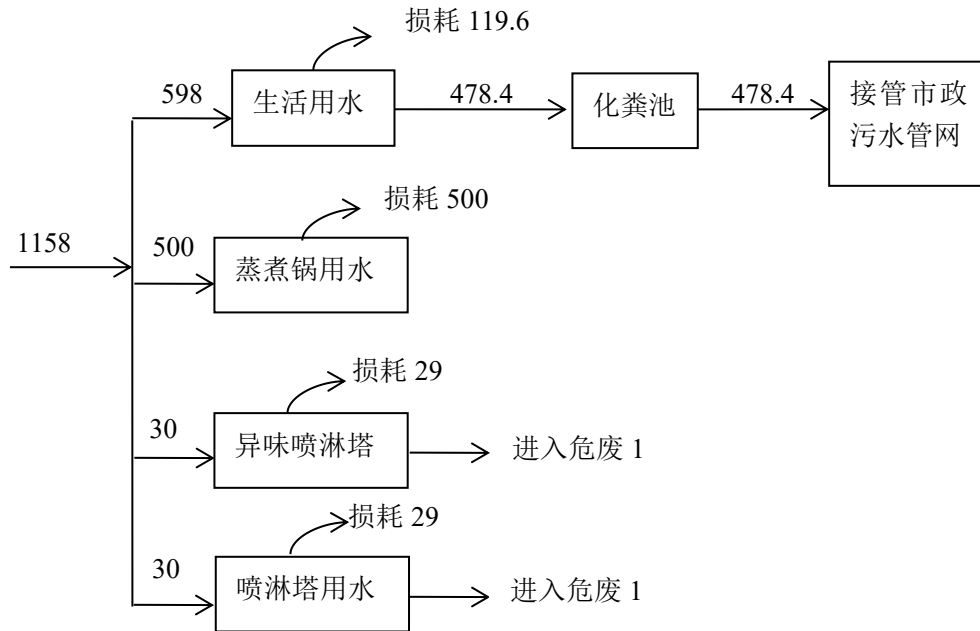 损耗 119.6
598
生活用水
478.4
化粪池
478.4
接管市政
污水管网
损耗 500
1158
500
蒸煮锅用水
损耗 29
30
异味喷淋塔
进入危废 1
损耗 29
30
喷淋塔用水
进入危废 1